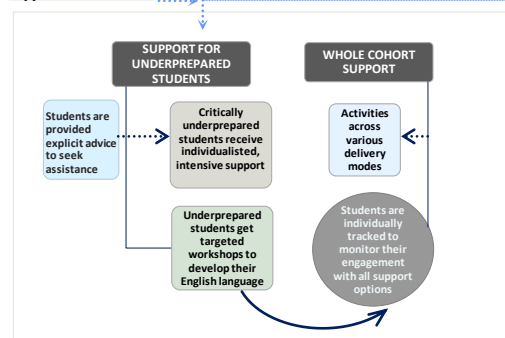 SUPPORT FOR
UNDERPREPARED
STUDENTS
WHOLE COHORT
SUPPORT
Students are
provided
explicit advice
to seek
assistance
Critically
underprepared
students receive
individualisted,
intensive support
Activities
across
various
delivery
modes
Underprepared
students get
targeted
workshops to
develop their
English language
Students are
individually
tracked to
monitor their
engagement
with all support
options